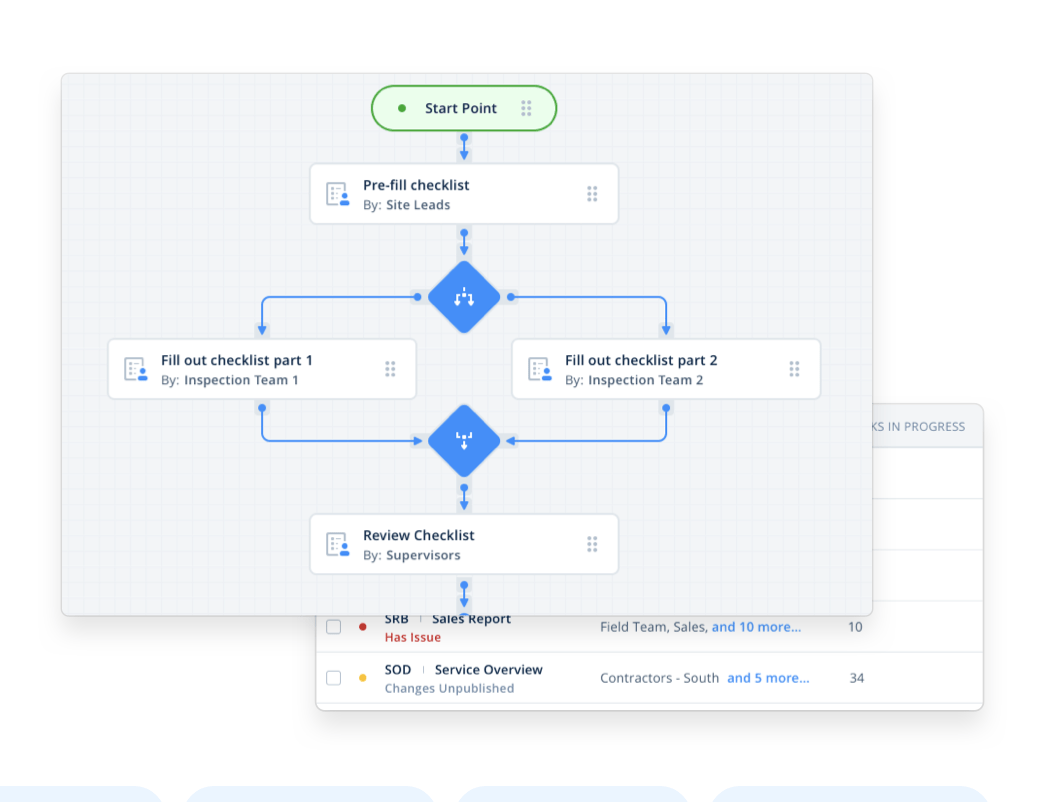 Start Point
Pre-fill checklist
By: Site Leads
Fill out checklist part 1
By: Inspection Team 1
Fill out checklist part 2
By: Inspection Team 2
Review Checklist
By: Supervisors
IN PROGRESS
SRB Sales Report
Has Issue
Field Team, Sales, and 10 more...
10
SOD Service Overview
Changes Unpublished
Contractors - South and 5 more...
34